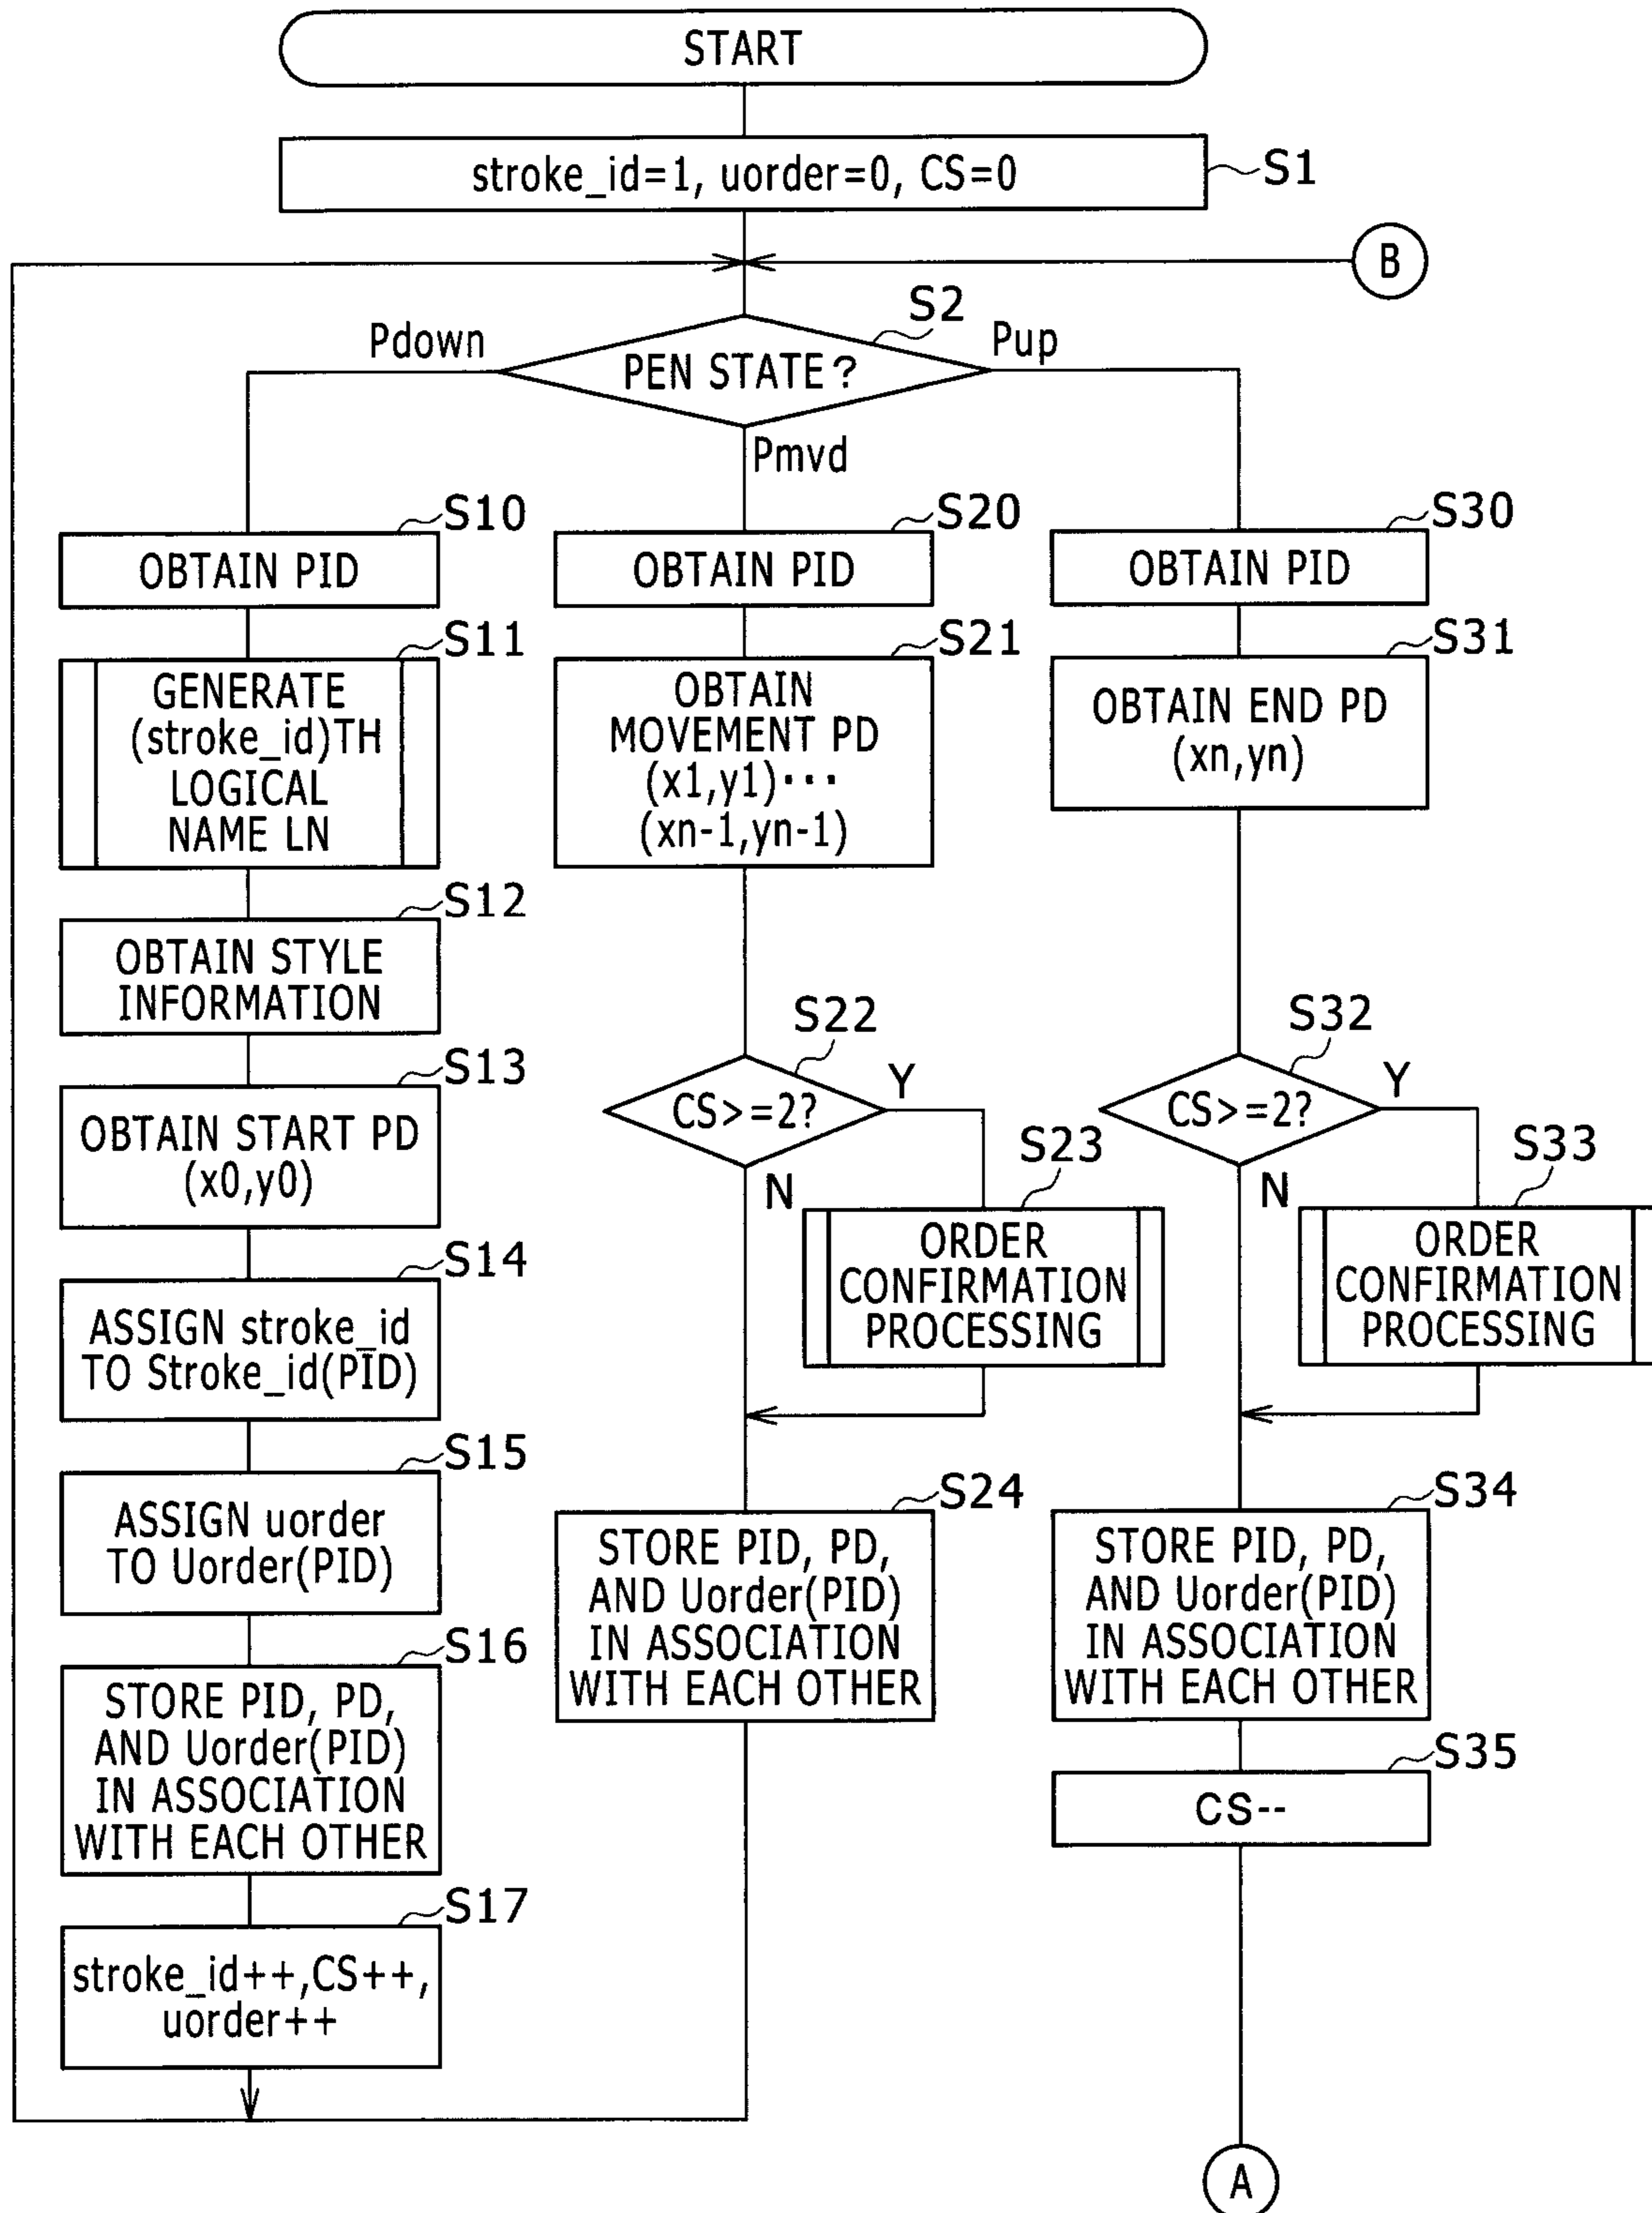 START
stroke_id=1, uorder=0, CS=0
S1
B
S2
Pdown
PEN STATE?
Pup
Pmvd
S10
OBTAIN PID
S11
GENERATE
(stroke_id)TH
LOGICAL
NAME LN
S12
OBTAIN STYLE
INFORMATION
S13
OBTAIN START PD
(x0,y0)
S14
ASSIGN stroke_id
TO Stroke_id(PID)
S15
ASSIGN uorder
TO Uorder(PID)
S16
STORE PID, PD,
AND Uorder(PID)
IN ASSOCIATION
WITH EACH OTHER
S17
stroke_id++,CS++,
uorder++
S20
OBTAIN PID
S21
OBTAIN
MOVEMENT PD
(x1,y1)···
(xn-1,yn-1)
S22
CS>=2?
Y
N
S23
ORDER
CONFIRMATION
PROCESSING
S24
STORE PID, PD,
AND Uorder(PID)
IN ASSOCIATION
WITH EACH OTHER
S30
OBTAIN PID
S31
OBTAIN END PD
(xn,yn)
S32
CS>=2?
Y
N
S33
ORDER
CONFIRMATION
PROCESSING
S34
STORE PID, PD,
AND Uorder(PID)
IN ASSOCIATION
WITH EACH OTHER
S35
CS--
A